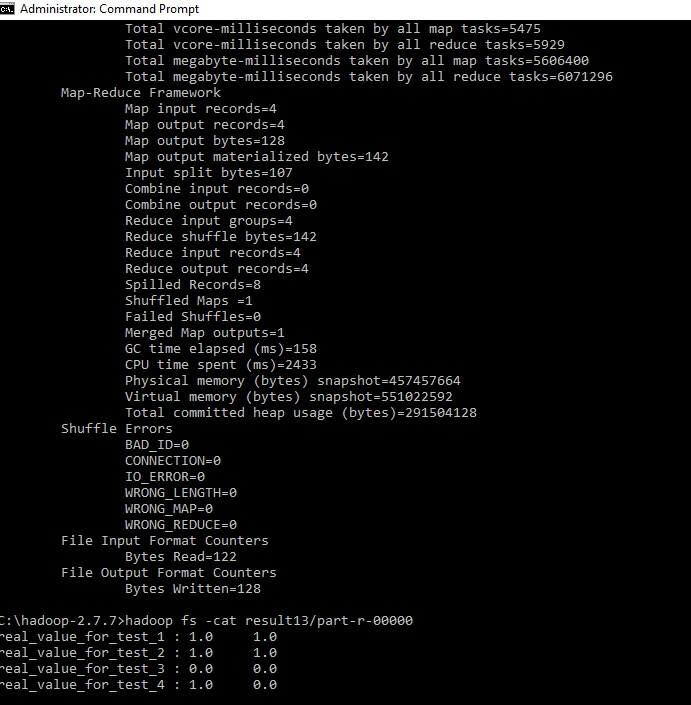 Administrator: Command Prompt
Total vcore-milliseconds taken by all map tasks=5475
Total vcore-milliseconds taken by all reduce tasks=5929
Total megabyte-milliseconds taken by all map tasks=5606400
Total megabyte-milliseconds taken by all reduce tasks=6071296
Map-Reduce Framework
Map input records=4
Map output records=4
Map output bytes=128
Map output materialized bytes=142
Input split bytes=107
Combine input records=0
Combine output records=0
Reduce input groups=4
Reduce shuffle bytes=142
Reduce input records=4
Reduce output records=4
Spilled Records=8
Shuffled Maps =1
Failed Shuffles=0
Merged Map outputs=1
GC time elapsed (ms)=158
CPU time spent (ms)=2433
Physical memory (bytes) snapshot=457457664
Virtual memory (bytes) snapshot=551022592
Total committed heap usage (bytes)=291504128
Shuffle Errors
BAD_ID=0
CONNECTION=0
IO_ERROR=0
WRONG_LENGTH=0
WRONG_MAP=0
WRONG_REDUCE=0
File Input Format Counters
Bytes Read=122
File Output Format Counters
Bytes Written=128
C:\hadoop-2.7.7>hadoop fs -cat result13/part-r-00000
real_value_for_test_1 : 1.0 1.0
real_value_for_test_2 : 1.0 1.0
real_value_for_test_3 : 0.0 0.0
real_value_for_test_4 : 1.0 0.0